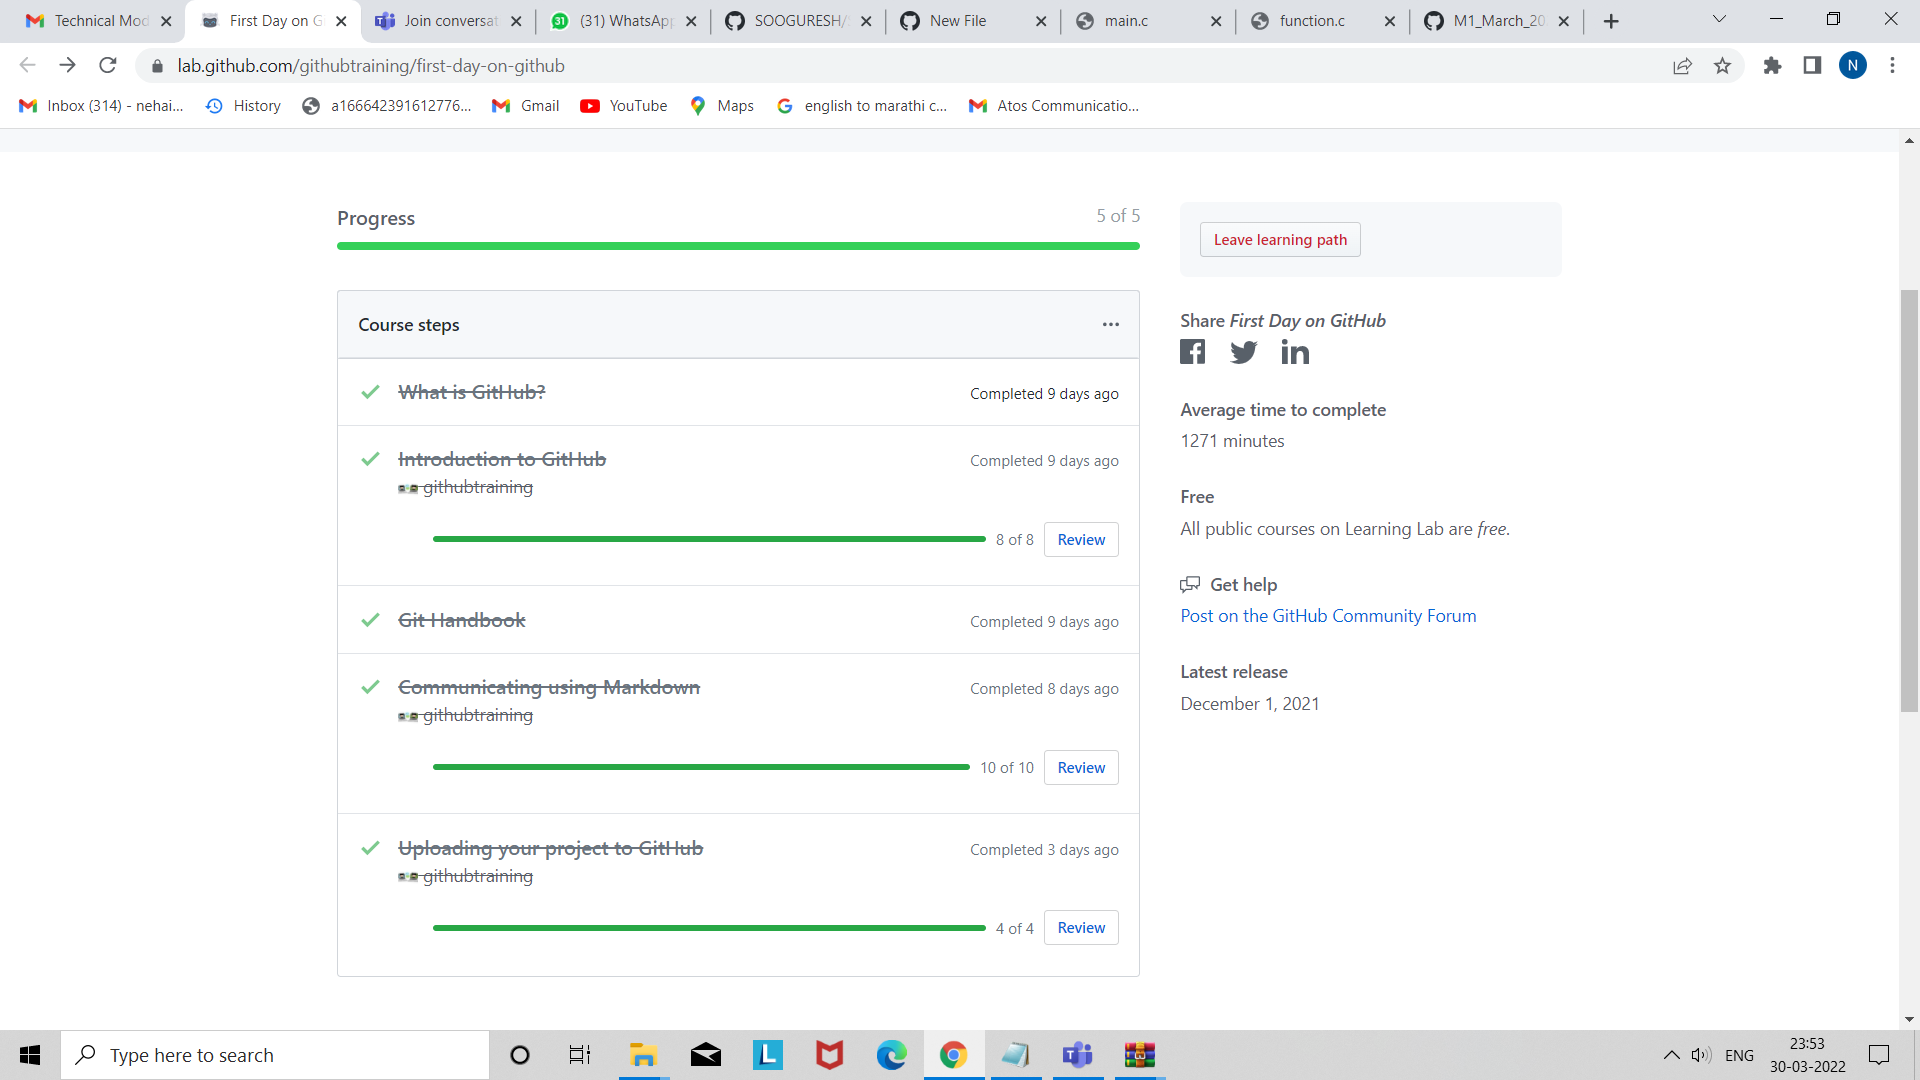 Technical Mod
First Day on G
Join conversat
(31) WhatsApp
SOOGURESH/
New File
main.c
function.c
M1_March_20
lab.github.com/githubtraining/first-day-on-github
N
Inbox (314) - nehai...
History
a166642391612776...
Gmail
YouTube
Maps
english to marathi c...
Atos Communicatio...
Progress
5 of 5
Course steps
What is GitHub?
Completed 9 days ago
Introduction to GitHub
Completed 9 days ago
githubtraining
8 of 8
Review
Git Handbook
Completed 9 days ago
Communicating using Markdown
Completed 8 days ago
githubtraining
10 of 10
Review
Uploading your project to GitHub
Completed 3 days ago
githubtraining
4 of 4
Review
Leave learning path
Share First Day on GitHub
Average time to complete
1271 minutes
Free
All public courses on Learning Lab are free.
Get help
Post on the GitHub Community Forum
Latest release
December 1, 2021
Type here to search
ENG
23:53
30-03-2022